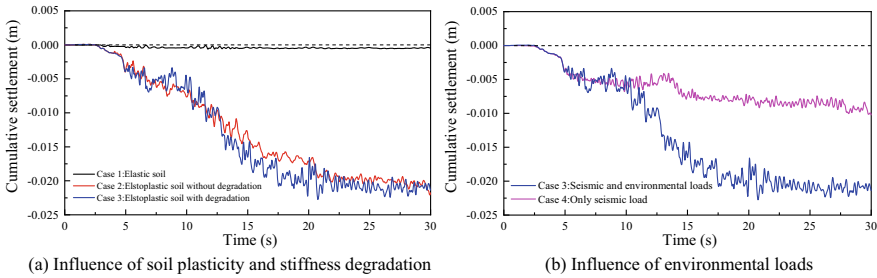 Cumulative settlement (m)
0.005
0.000
-0.005
-0.010
-0.015
-0.020
-0.025
0
5
10
15
20
25
30
Time (s)
Case 1:Elastic soil
Case 2:Elstoplastic soil without degradation
Case 3:Elstoplastic soil with degradation
(a) Influence of soil plasticity and stiffness degradation
Cumulative settlement (m)
0.005
0.000
-0.005
-0.010
-0.015
-0.020
-0.025
0
5
10
15
20
25
30
Time (s)
Case 3:Seismic and environmental loads
Case 4:Only seismic load
(b) Influence of environmental loads